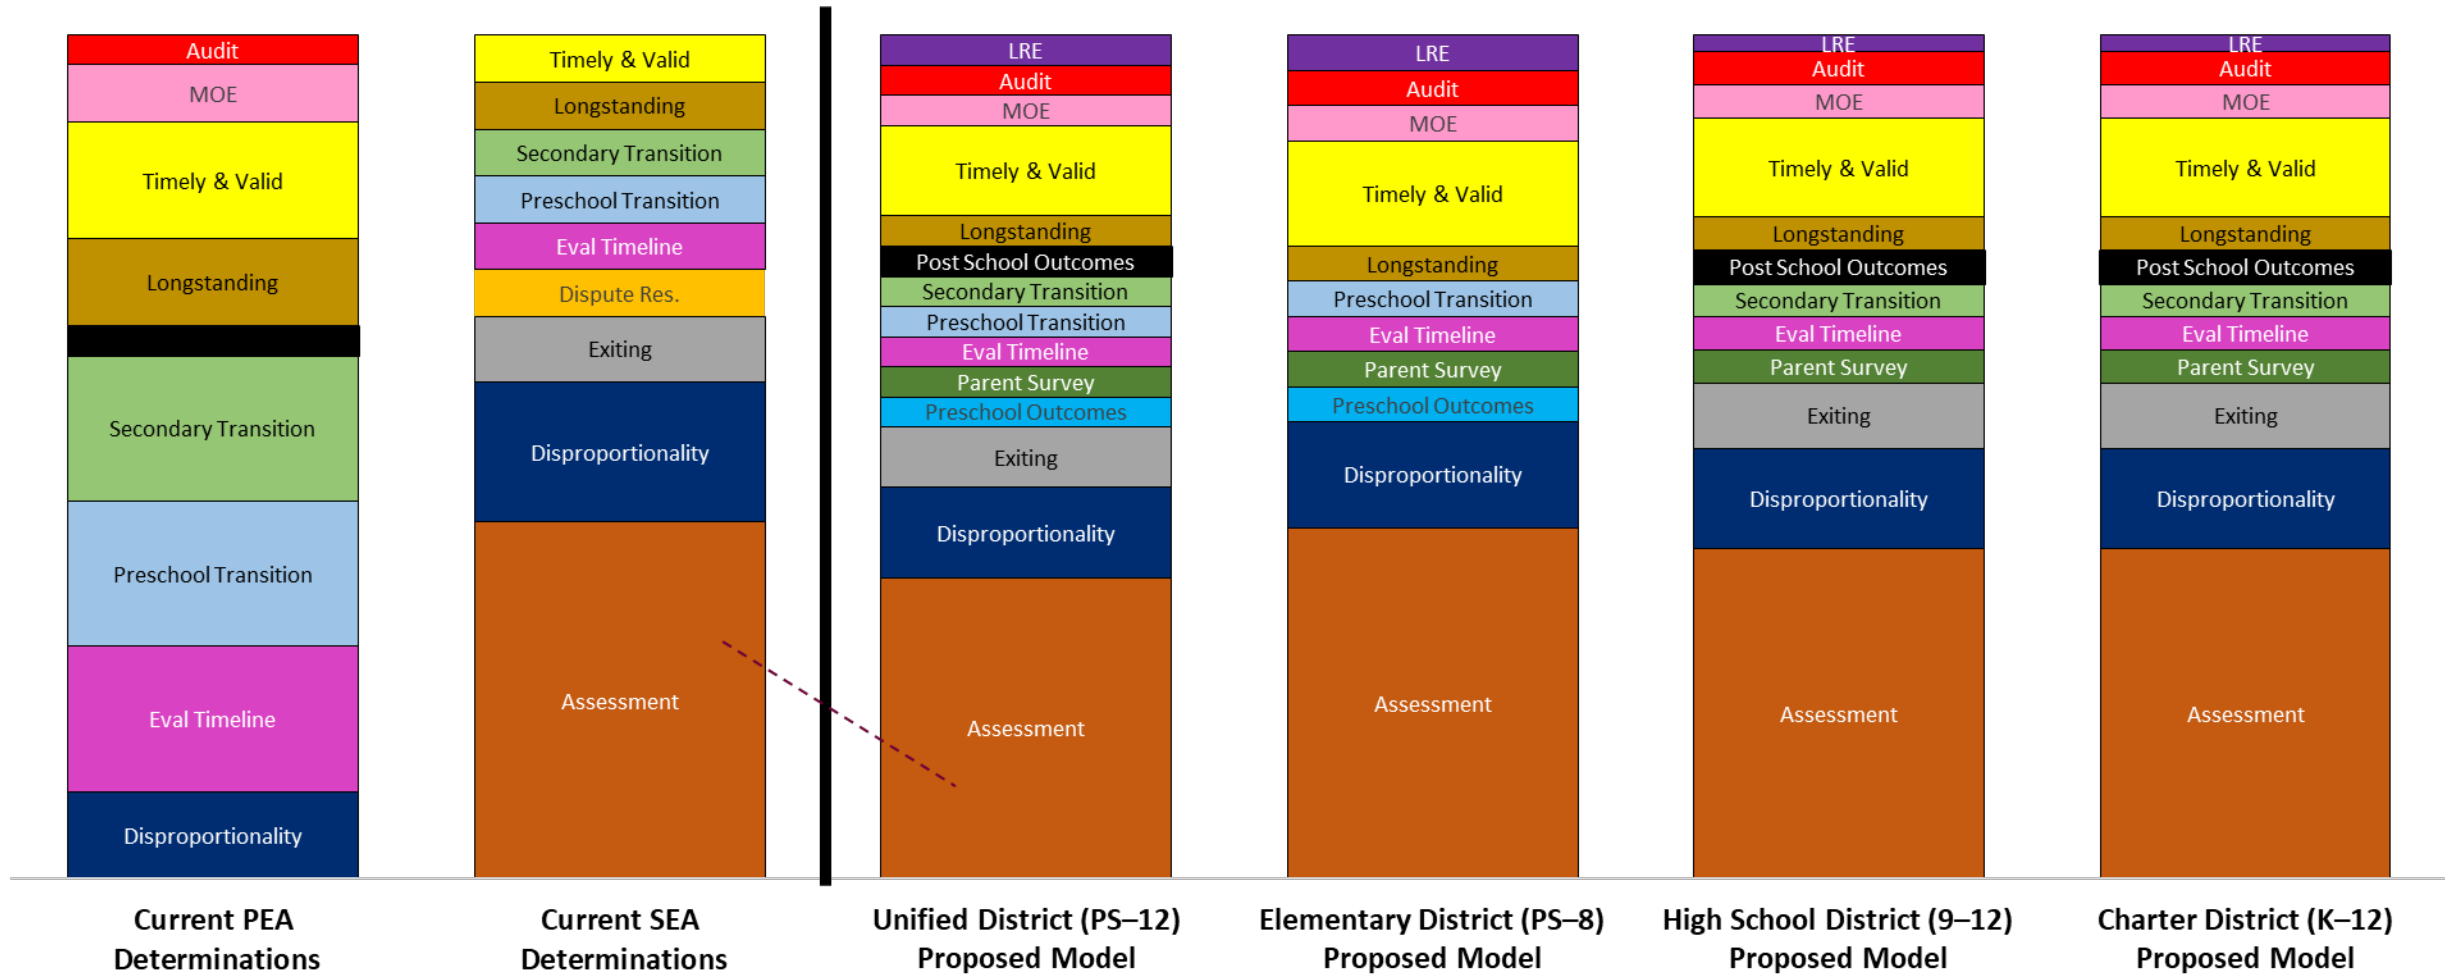 Audit
MOE
Timely & Valid
Longstanding
Secondary Transition
Preschool Transition
Eval Timeline
Disproportionality
Current PEA
Determinations
Timely & Valid
Longstanding
Secondary Transition
Preschool Transition
Eval Timeline
Dispute Res.
Exiting
Disproportionality
Assessment
Current SEA
Determinations
LRE
Audit
MOE
Timely & Valid
Longstanding
Post School Outcomes
Secondary Transition
Preschool Transition
Eval Timeline
Parent Survey
Preschool Outcomes
Exiting
Disproportionality
Assessment
Unified District (PS–12)
Proposed Model
LRE
Audit
MOE
Timely & Valid
Longstanding
Preschool Transition
Eval Timeline
Parent Survey
Preschool Outcomes
Disproportionality
Assessment
Elementary District (PS–8)
Proposed Model
LRE
Audit
MOE
Timely & Valid
Longstanding
Post School Outcomes
Secondary Transition
Eval Timeline
Parent Survey
Exiting
Disproportionality
Assessment
High School District (9–12)
Proposed Model
LRE
Audit
MOE
Timely & Valid
Longstanding
Post School Outcomes
Secondary Transition
Eval Timeline
Parent Survey
Exiting
Disproportionality
Assessment
Charter District (K–12)
Proposed Model